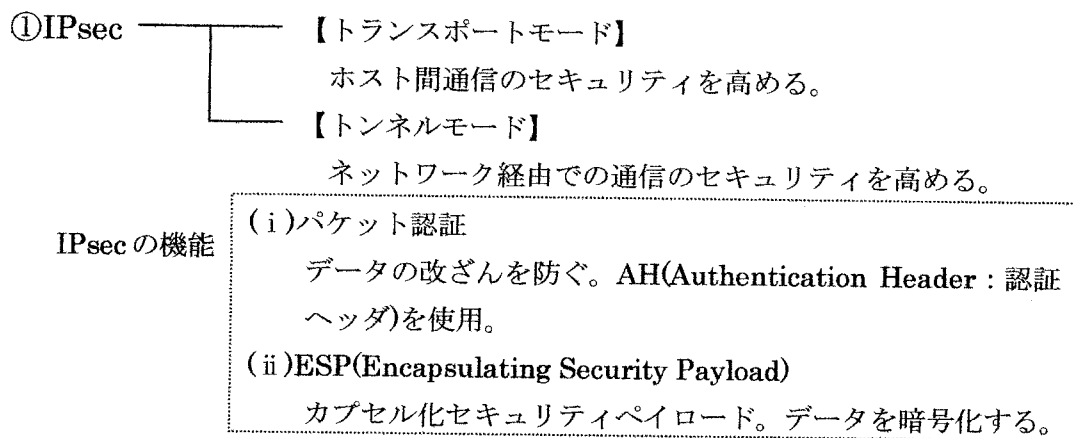 ①IPsec 【トランスポートモード】
ホスト間通信のセキュリティを高める。
【トンネルモード】
ネットワーク経由での通信のセキュリティを高める。
IPsecの機能
(ⅰ)パケット認証
データの改ざんを防ぐ。AH(Authentication Header：認証
ヘッダ)を使用。
(ⅱ)ESP(Encapsulating Security Payload)
カプセル化セキュリティペイロード。データを暗号化する。